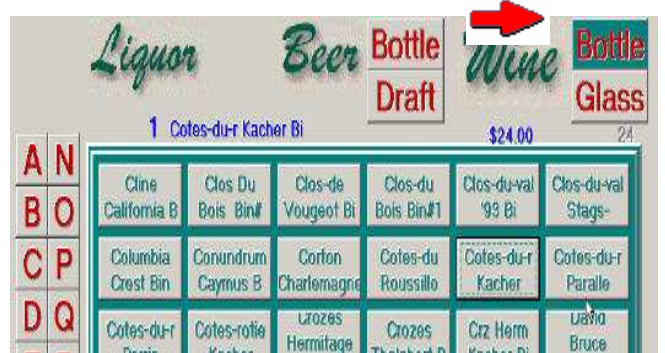 Liquor Beer Bottle Wine Bottle
Draft Glass
1 Cotes-du-r Kacher Bi $24.00 24
A N
B O
C P
D Q
Cline Clos Du Clos-de Clos-du Clos-du-val Clos-du-val
California B Bois Bin# Vougeot Bi Bois Bin#1 '93 Bi Stags-
Columbia Conundrum Corton Cotes-du Cotes-du-r Cotes-du-r
Crest Bin Caymus B Charlemagne Roussillo Kacher Paralle
Cotes-du-r Cotes-rotie Crozes Crozes Crz Herm David
Hermitage Bruce